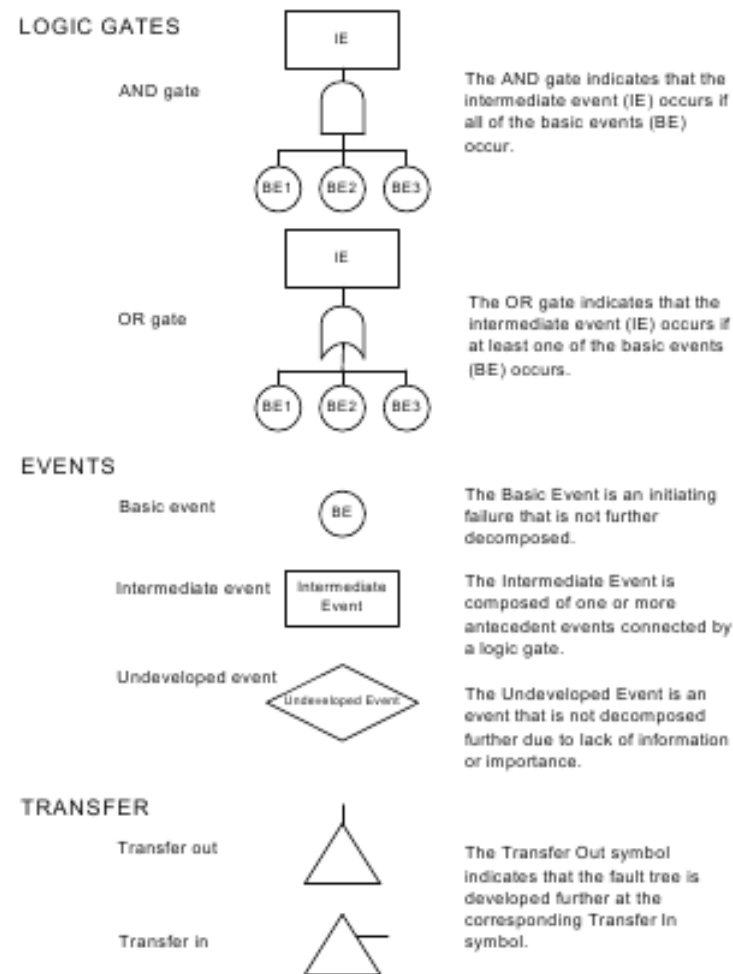 LOGIC GATES
IE
AND gate
The AND gate indicates that the
intermediate event (IE) occurs if
all of the basic events (BE)
occur.
BE1 BE2 BE3
IE
OR gate
The OR gate indicates that the
intermediate event (IE) occurs if
at least one of the basic events
(BE) occurs.
BE1 BE2 BE3
EVENTS
Basic event
BE
The Basic Event is an initiating
failure that is not further
decomposed.
Intermediate event
Intermediate
Event
The Intermediate Event is
composed of one or more
antecedent events connected by
a logic gate.
Undeveloped event
Undeveloped Event
The Undeveloped Event is an
event that is not decomposed
further due to lack of information
or importance.
TRANSFER
Transfer out
The Transfer Out symbol
indicates that the fault tree is
developed further at the
corresponding Transfer In
symbol.
Transfer in